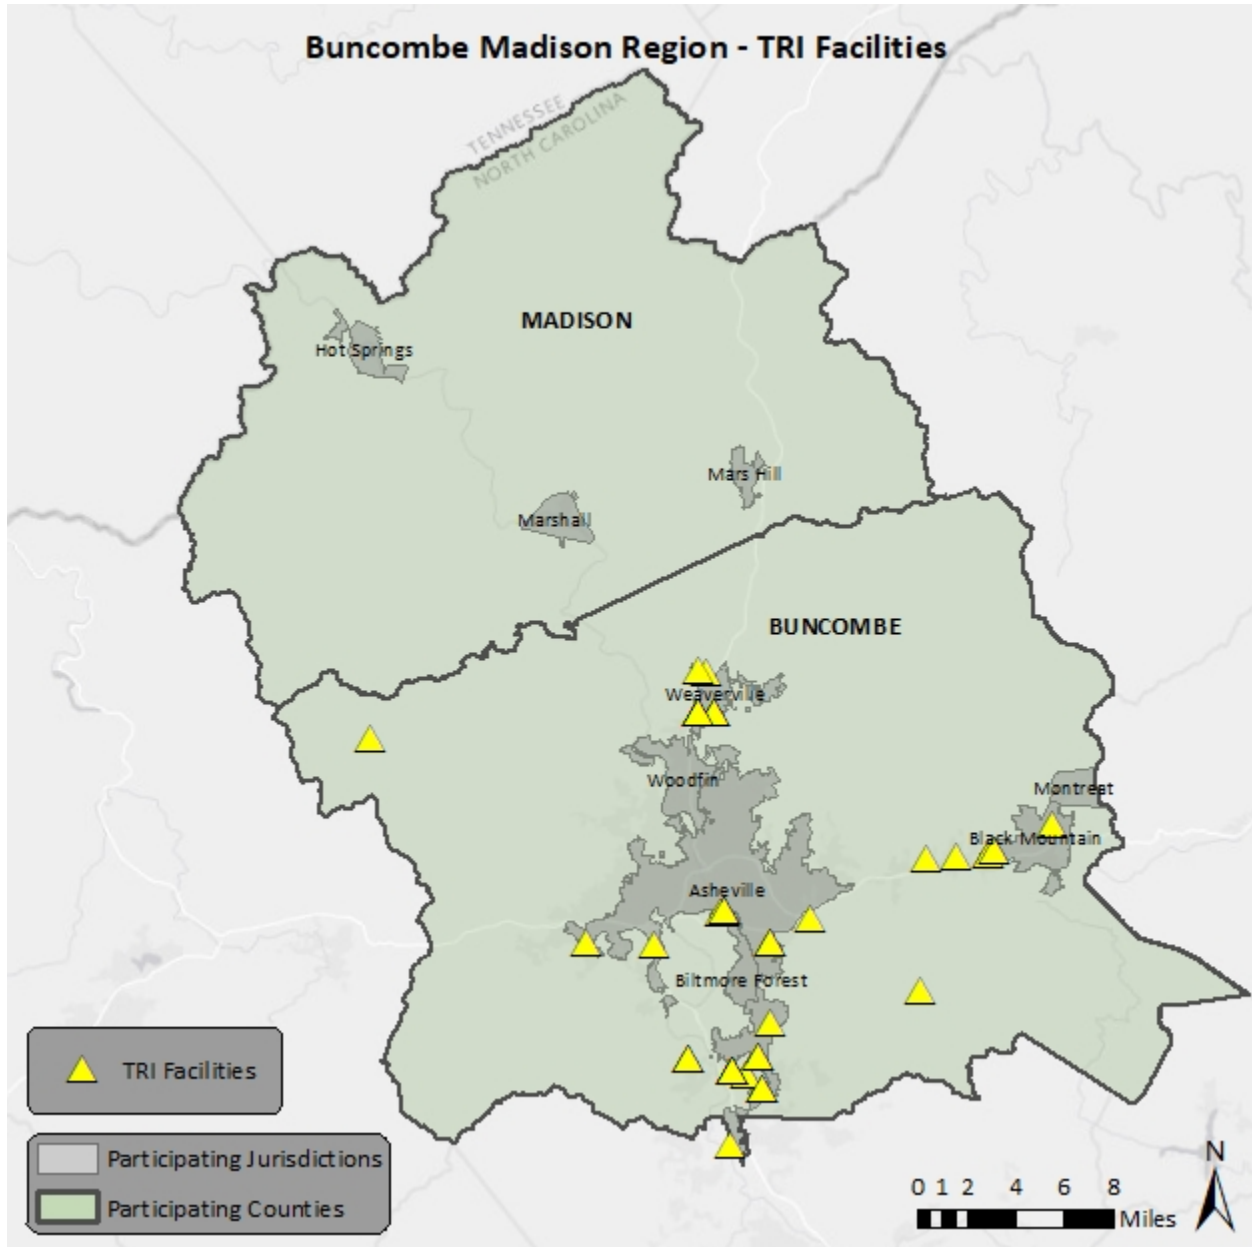 Buncombe Madison Region - TRI Facilities
TENNESSEE
NORTH CAROLINA
MADISON
Hot Springs
Mars Hill
Marshall
BUNCOMBE
Weaverville
Woodfin
Montreat
Black Mountain
Asheville
Biltmore Forest
TRI Facilities
Participating Jurisdictions
Participating Counties
N
0 1 2 4 6 8
Miles